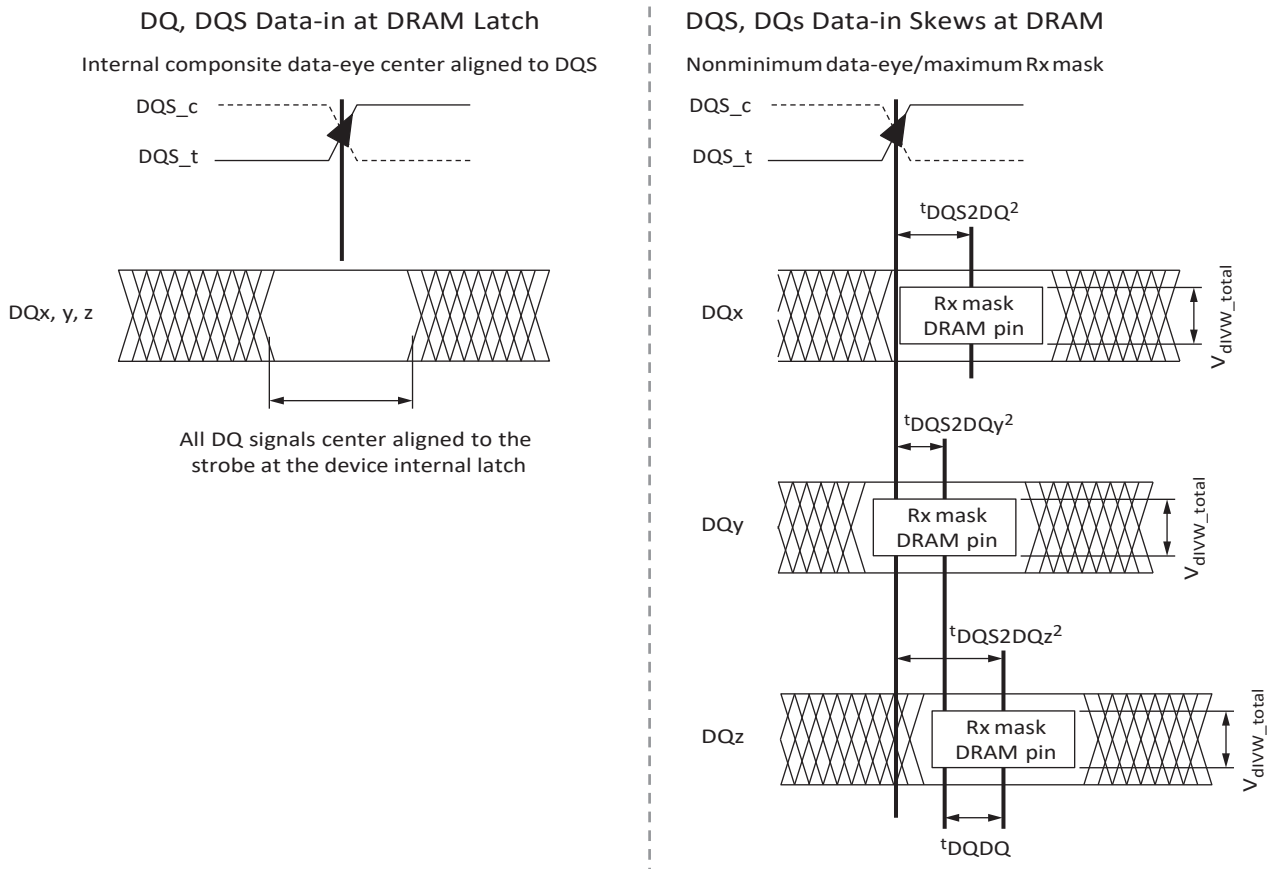 DQ, DQS Data-in at DRAM Latch
Internal componsite data-eye center aligned to DQS
DQS_c
DQS_t
DQx, y, z
All DQ signals center aligned to the
strobe at the device internal latch
DQS, DQs Data-in Skews at DRAM
Nonminimum data-eye/maximum Rx mask
DQS_c
DQS_t
tDQS2DQ2
DQx
Rx mask
DRAM pin
VdIVW_total
tDQS2DQy2
DQy
Rx mask
DRAM pin
VdIVW_total
tDQS2DQz2
DQz
Rx mask
DRAM pin
VdIVW_total
tDQDQ